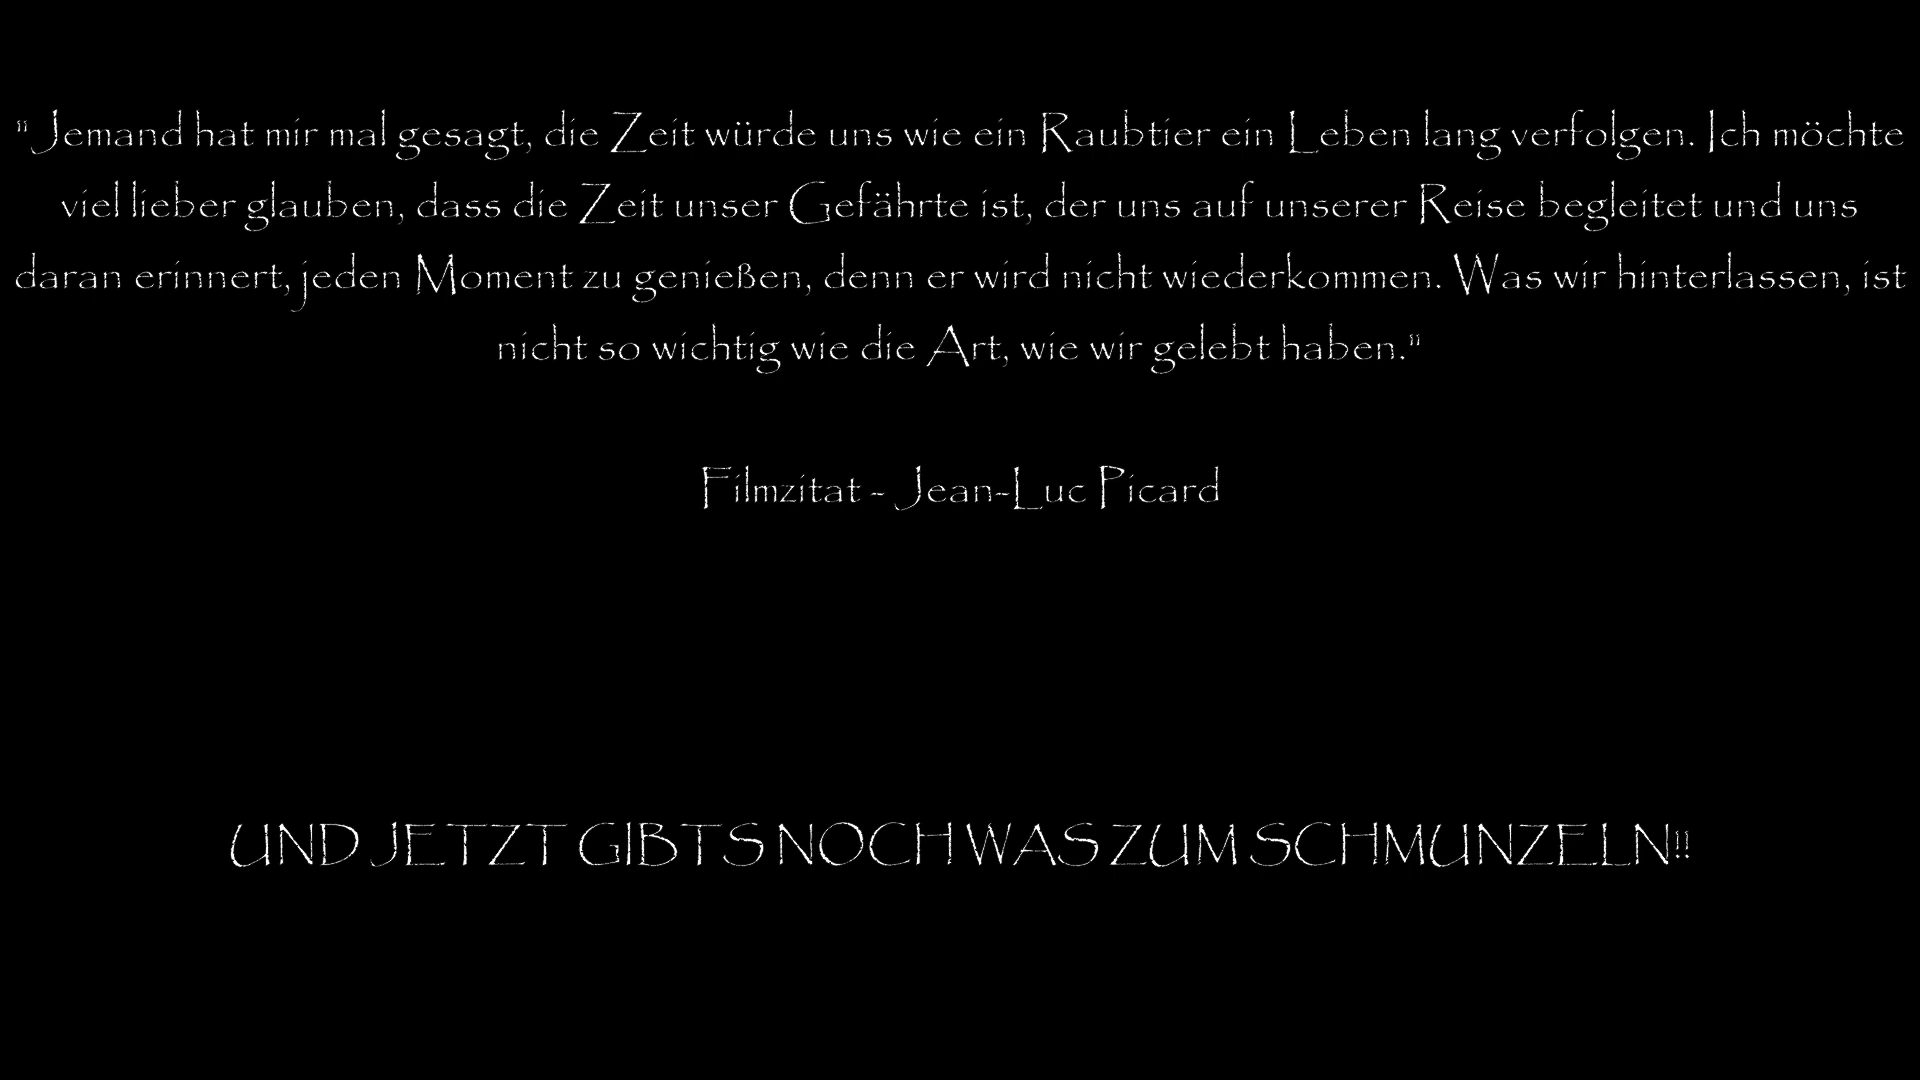 "Jemand hat mir mal gesagt, die Zeit würde uns wie ein Raubtier ein Leben lang verfolgen. Ich möchte
viel lieber glauben, dass die Zeit unser Gefährte ist, der uns auf unserer Reise begleitet und uns
daran erinnert, jeden Moment zu genießen, denn er wird nicht wiederkommen. Was wir hinterlassen, ist
nicht so wichtig wie die Art, wie wir gelebt haben."
Filmzitat - Jean-Luc Picard
UND JETZT GIBTS NOCH WAS ZUM SCHMUNZELN!!